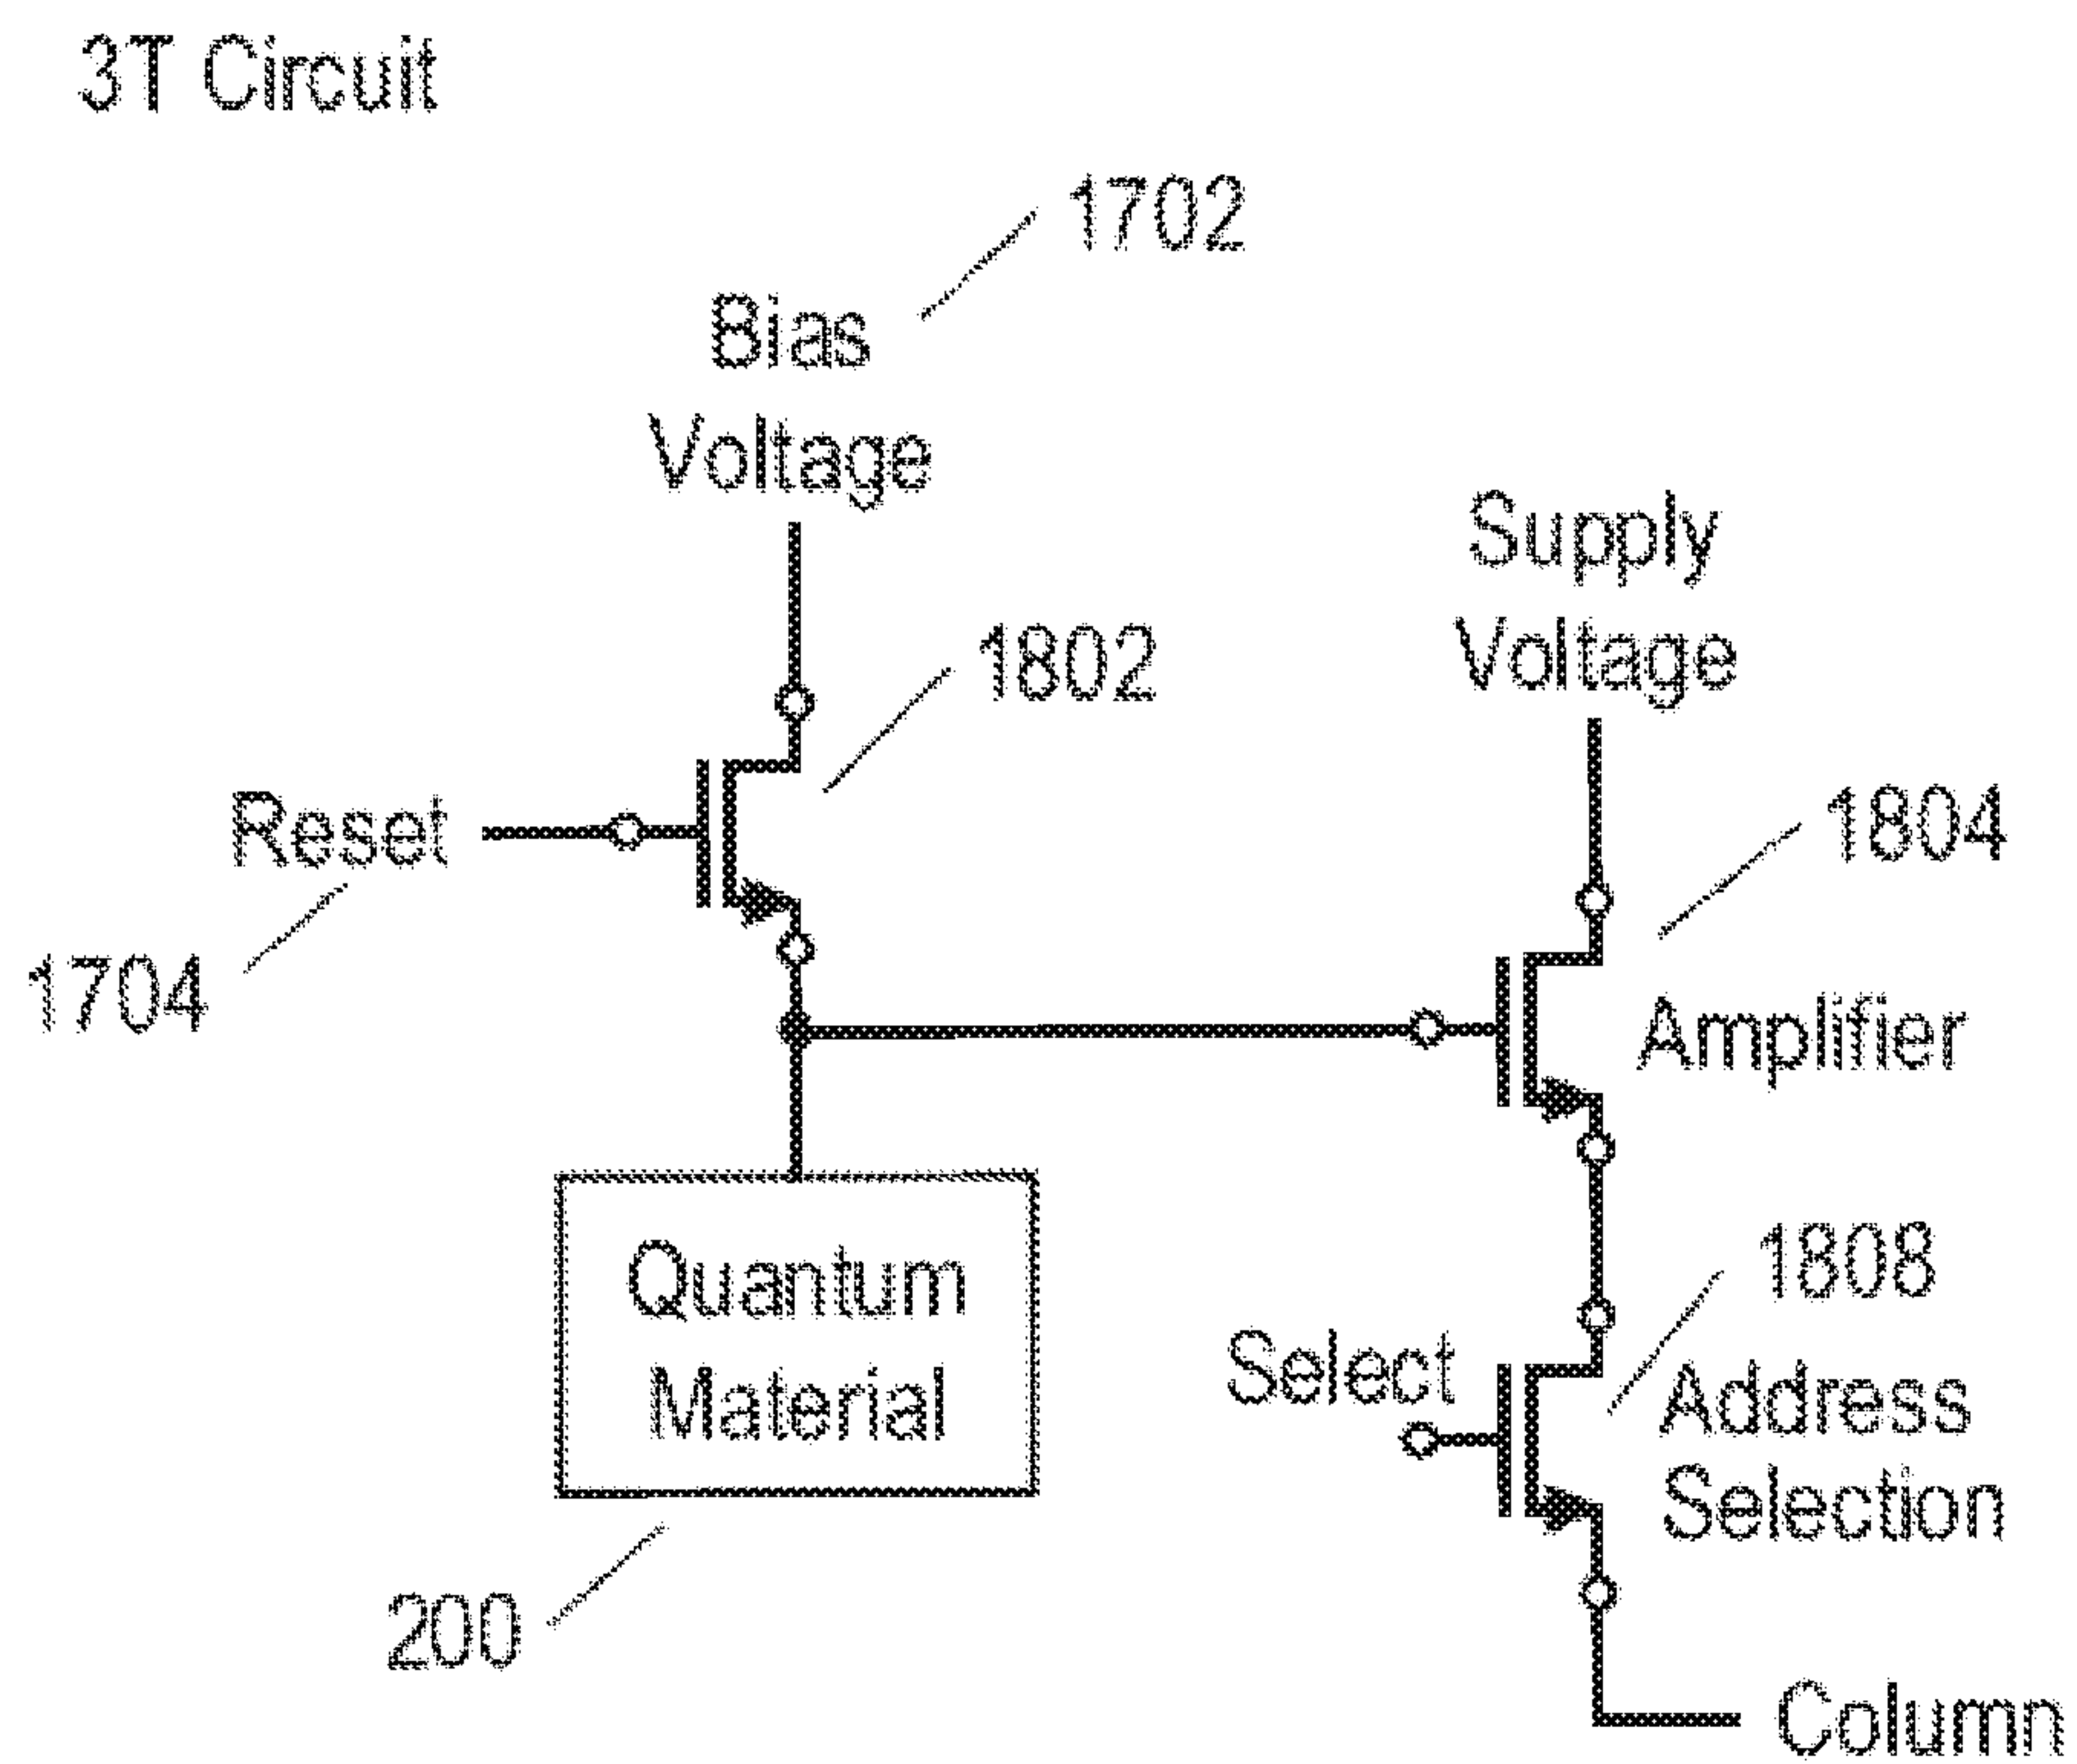 3T Circuit
1702
Bias
Voltage
Supply
Voltage
1802
1804
Reset
1704
Amplifier
Quantum
Material
200
1808
Select
Address
Selection
Column